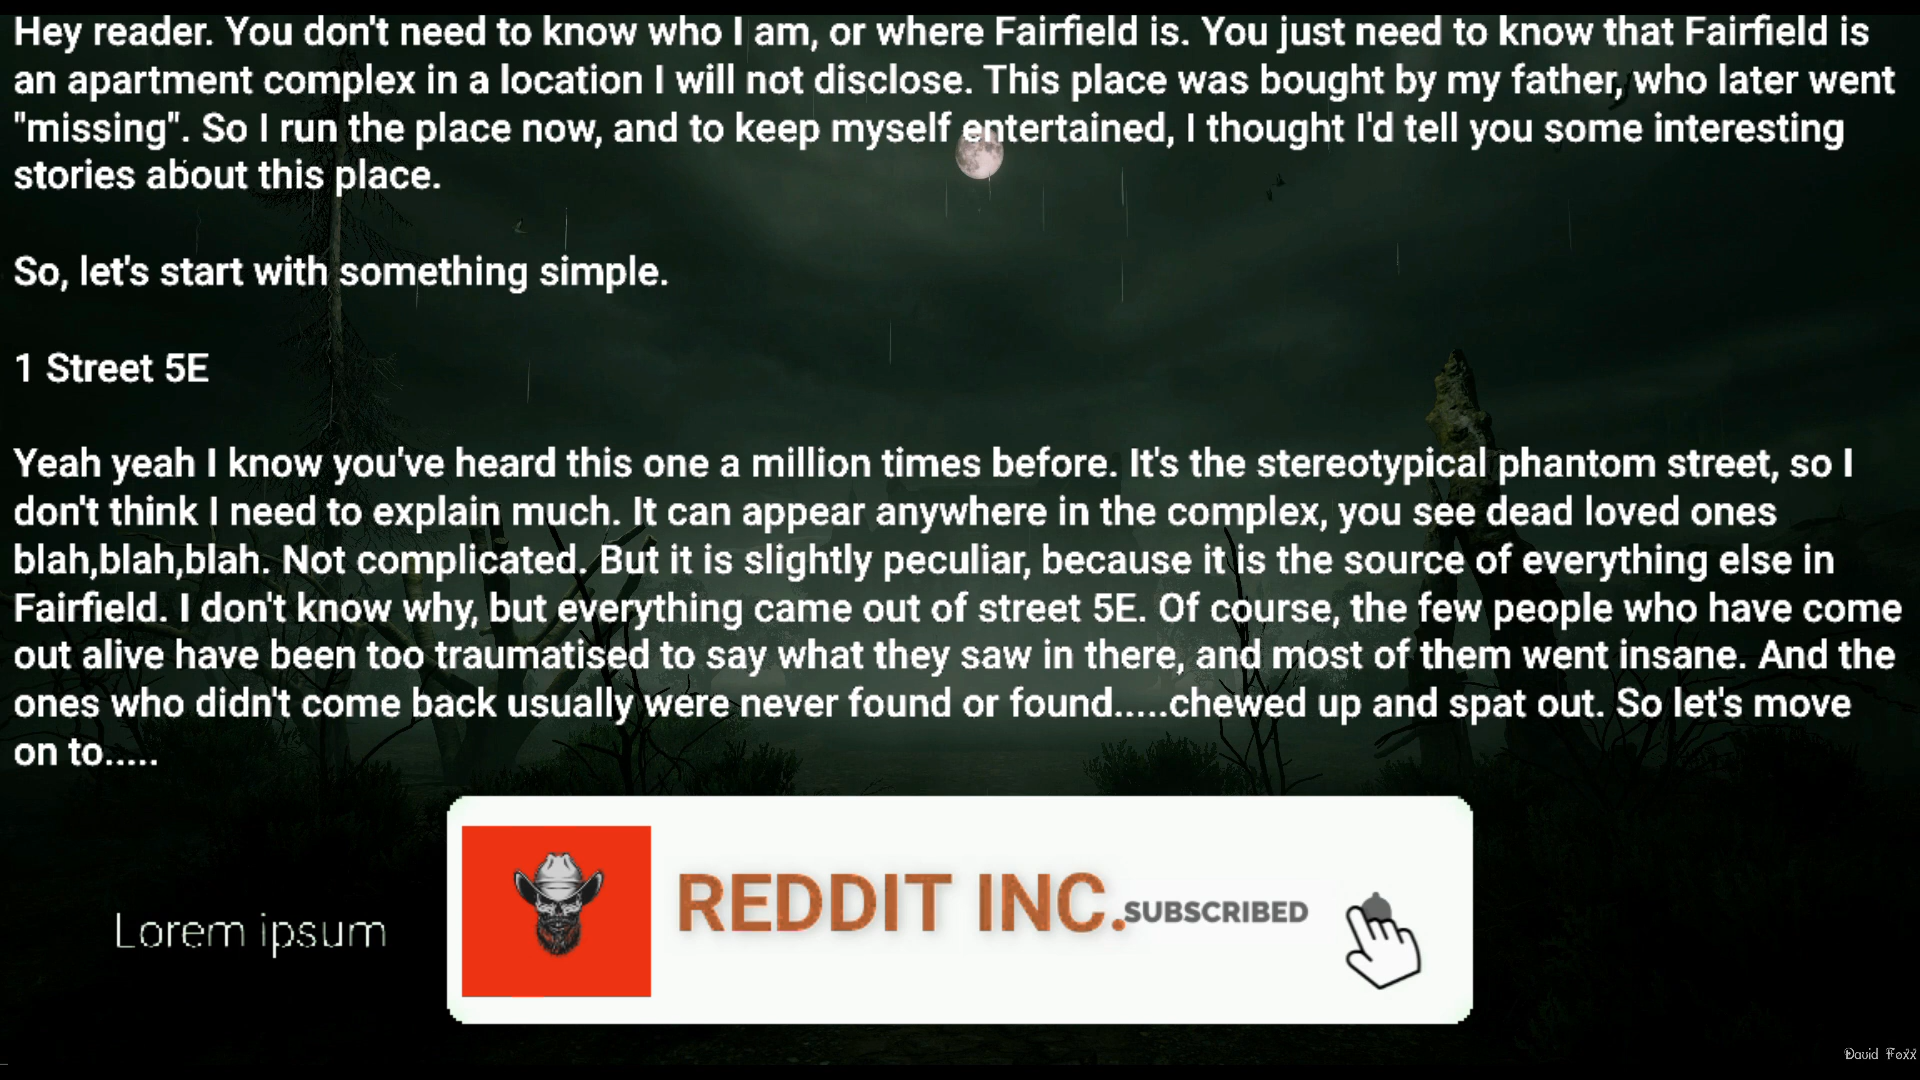 Hey reader. You don't need to know who I am, or where Fairfield is. You just need to know that Fairfield is
an apartment complex in a location I will not disclose. This place was bought by my father, who later went
"missing". So I run the place now, and to keep myself entertained, I thought I'd tell you some interesting
stories about this place.
So, let's start with something simple.
1 Street 5E
Yeah yeah I know you've heard this one a million times before. It's the stereotypical phantom street, so I
don't think I need to explain much. It can appear anywhere in the complex, you see dead loved ones
blah,blah,blah. Not complicated. But it is slightly peculiar, because it is the source of everything else in
Fairfield. I don't know why, but everything came out of street 5E. Of course, the few people who have come
out alive have been too traumatised to say what they saw in there, and most of them went insane. And the
ones who didn't come back usually were never found or found.....chewed up and spat out. So let's move
on to.....
REDDIT INC.
SUBSCRIBED
Lorem ipsum
David Foxx